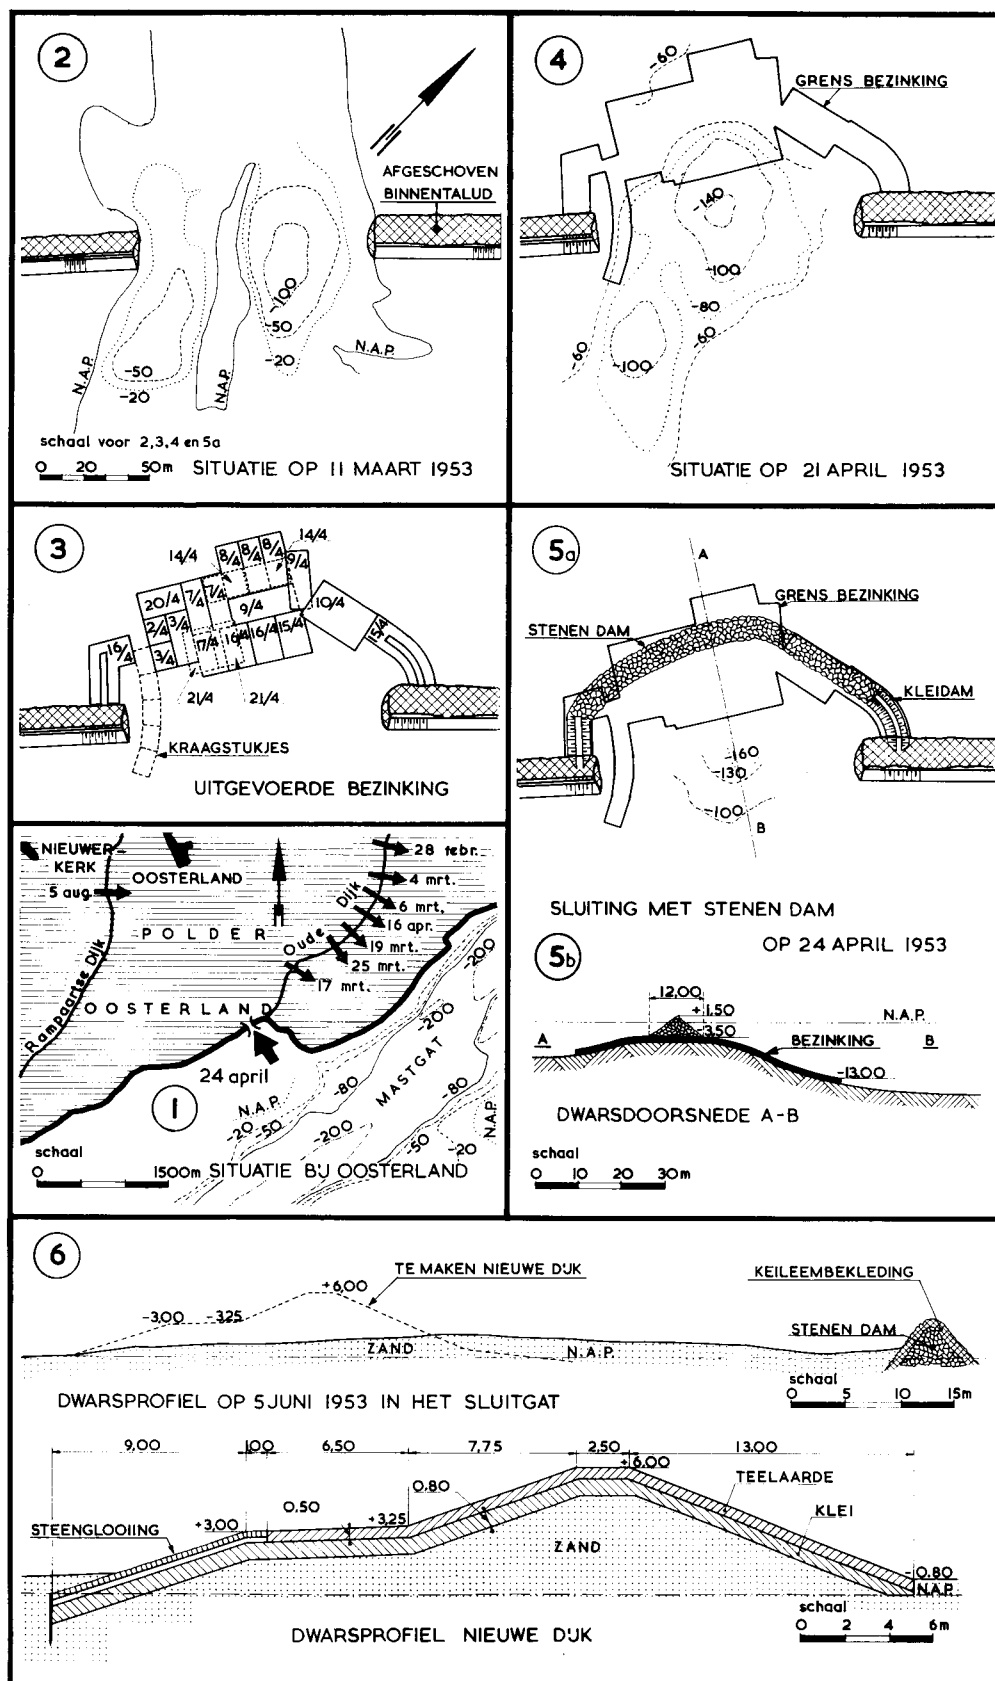 2
AFGESCHOVEN
BINNENTALUD
-100
-50
-20
-50
-20
N.A.P.
N.A.P.
N.A.P.
schaal voor 2,3,4 en 5a
0 20 50m
SITUATIE OP 11 MAART 1953
4
-60
GRENS BEZINKING
-140
-100
-80
-60
-60
-100
SITUATIE OP 21 APRIL 1953
3
14/4
14/4
8/4
8/4
8/4
9/4
20/4
7/4
7/4
9/4
10/4
2/4
3/4
3/4
16/4
17/4
16/4
16/4
15/4
15/4
21/4
21/4
KRAAGSTUKJES
UITGEVOERDE BEZINKING
5a
A
GRENS BEZINKING
STENEN DAM
KLEIDAM
-160
-130
-100
B
SLUITING MET STENEN DAM
OP 24 APRIL 1953
NIEUWER-
KERK
OOSTERLAND
5 aug.
POLDER
OOSTERLAND
Rampaartse Dijk
Oude Dijk
28 febr.
4 mrt.
6 mrt.
16 apr.
19 mrt.
25 mrt.
17 mrt.
24 april
1
N.A.P.
-20
-50
-80
-200
-200
-200
MASTGAT
-80
-50
-20
N.A.P.
schaal
0 1500m
SITUATIE BIJ OOSTERLAND
5b
12,00
+1.50
-3.50
N.A.P.
A
BEZINKING
B
-13.00
DWARSDOORSNEDE A-B
schaal
0 10 20 30m
6
TE MAKEN NIEUWE DIJK
+6,00
-3,00
-3,25
KEILEEMBEKLEDING
STENEN DAM
ZAND
N.A.P.
schaal
0 5 10 15m
DWARSPROFIEL OP 5 JUNI 1953 IN HET SLUITGAT
9,00 1,00 6,50 7,75 2,50 13,00
+6,00
TEELAARDE
0,80
0.50
KLEI
STEENGLOOIING
+3,00
+3,25
ZAND
-0.80
N.A.P.
schaal
0 2 4 6m
DWARSPROFIEL NIEUWE DIJK